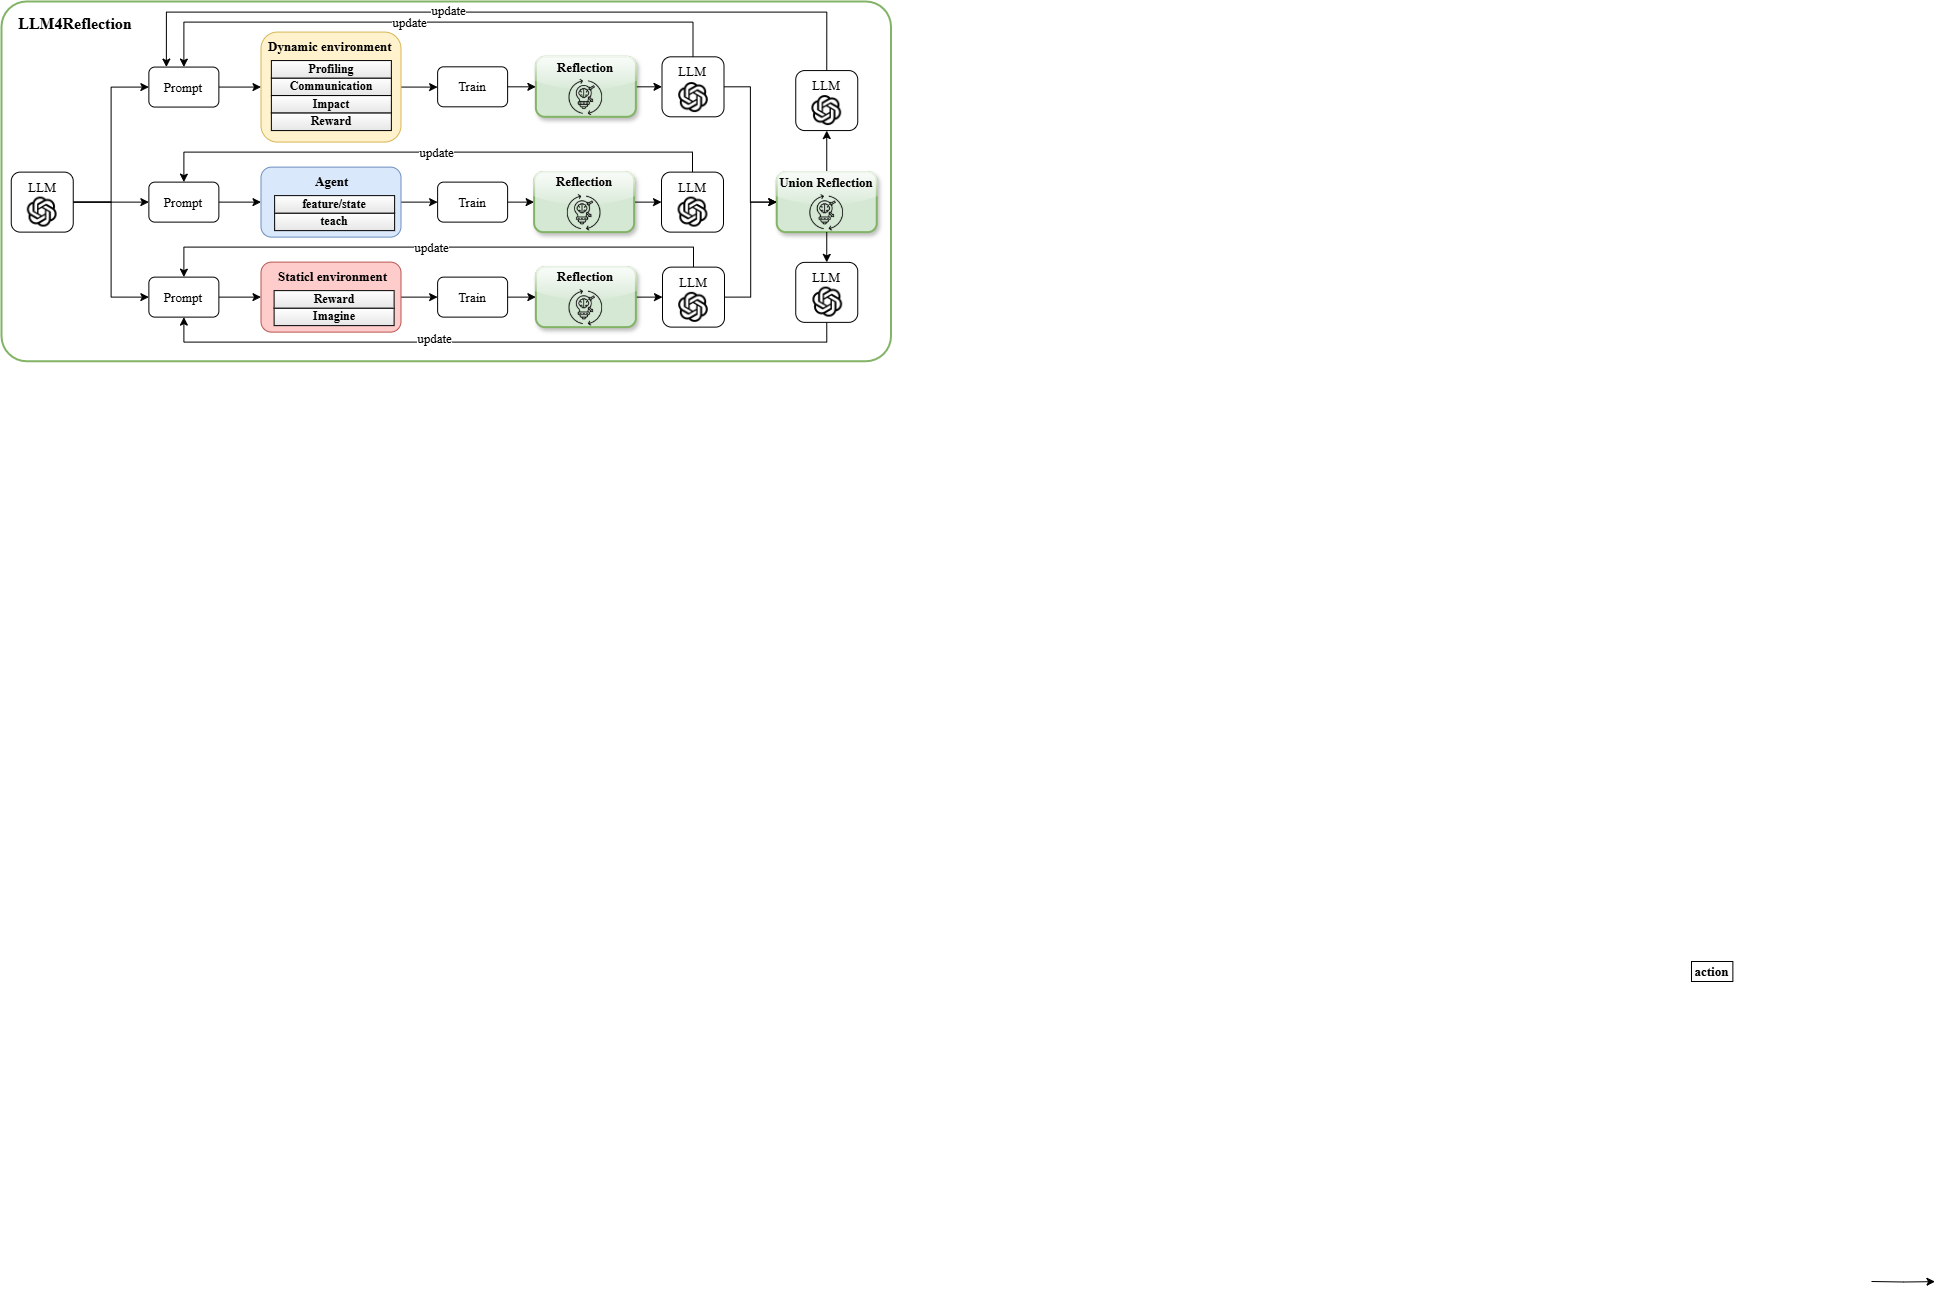 update
LLM4Reflection
update
Dynamic environment
Profiling
Communication
Impact
Reward
Prompt
Train
Reflection
LLM
LLM
update
LLM
Prompt
Agent
feature/state
teach
Train
Reflection
LLM
Union Reflection
update
Prompt
Staticl environment
Reward
Imagine
Train
Reflection
LLM
LLM
update
action